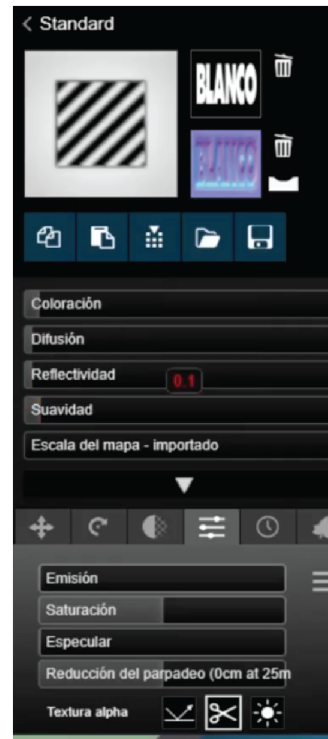 < Standard
BLANCO
BLANCO
Coloración
Difusión
Reflectividad
0.1
Suavidad
Escala del mapa - importado
Emisión
Saturación
Especular
Reducción del parpadeo (0cm at 25m
Textura alpha